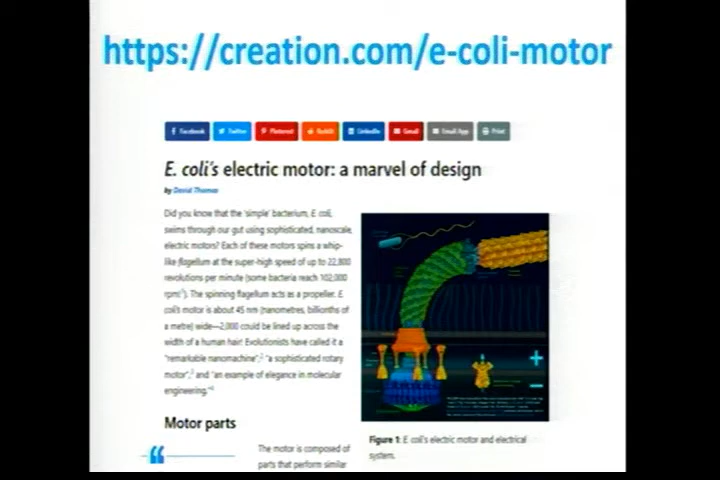 https://creation.com/e-coli-motor
Facebook Twitter Pinterest Reddit LinkedIn Gmail Email App Print
E. coli's electric motor: a marvel of design
by David Thomas
Did you know that the 'simple' bacterium, E. coli,
swims through our gut using sophisticated, nanoscale,
electric motors? Each of these motors spins a whip-
like flagellum at the super-high speed of up to 22,800
revolutions per minute (some bacteria reach 102,000
rpm¹). The spinning flagellum acts as a propeller. E.
coli's motor is about 45 nm (nanometres, billionths of
a metre) wide—2,000 could be lined up across the
width of a human hair! Evolutionists have called it a
"remarkable nanomachine",² "a sophisticated rotary
motor",³ and "an example of elegance in molecular
engineering."⁴
Figure 1: E. coli's electric motor and electrical
system.
Motor parts
The motor is composed of
parts that perform similar